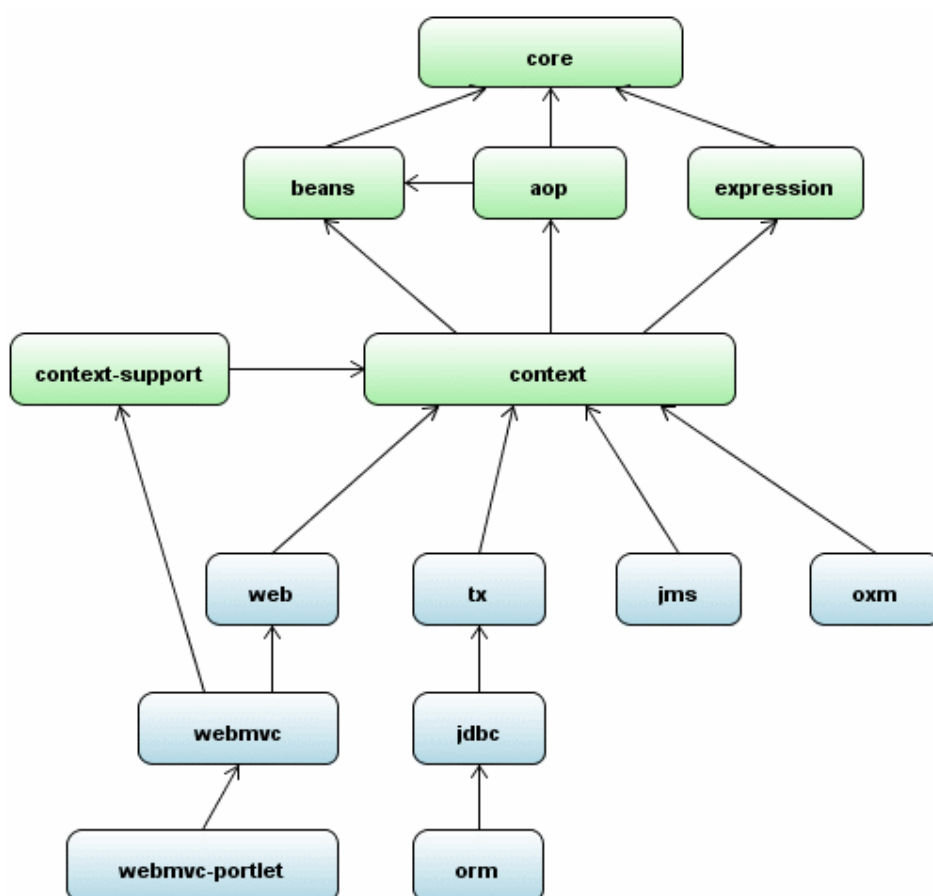 core
beans
aop
expression
context-support
context
web
tx
jms
oxm
webmvc
jdbc
webmvc-portlet
orm